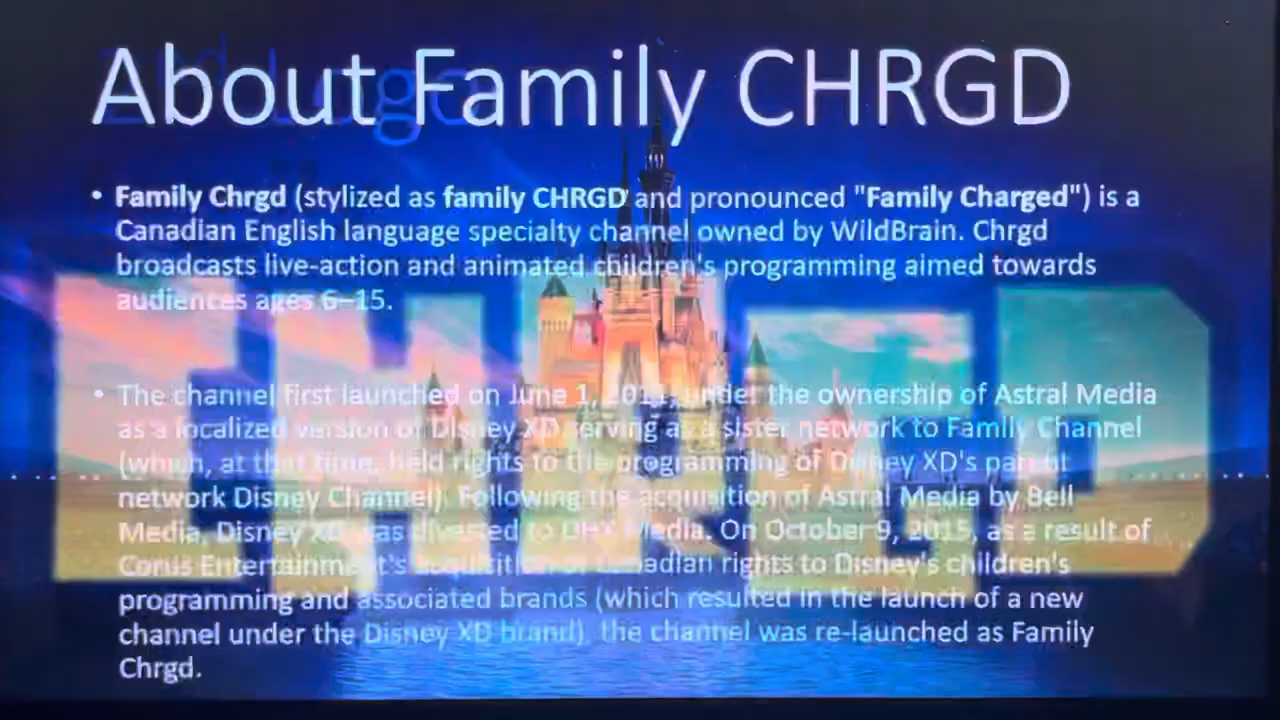 About Family CHRGD
• Family Chrgd (stylized as family CHRGD and pronounced "Family Charged") is a
Canadian English language specialty channel owned by WildBrain. Chrgd
broadcasts live-action and animated children's programming aimed towards
audiences ages 6–15.
• The channel first launched on June 1, 2011, under the ownership of Astral Media
as a localized version of Disney XD serving as a sister network to Family Channel
(which, at that time, held rights to the programming of Disney XD's parent
network Disney Channel). Following the acquisition of Astral Media by Bell
Media, Disney XD was divested to DHX Media. On October 9, 2015, as a result of
Corus Entertainment's acquisition of Canadian rights to Disney's children's
programming and associated brands (which resulted in the launch of a new
channel under the Disney XD brand), the channel was re-launched as Family
Chrgd.
CHRGD